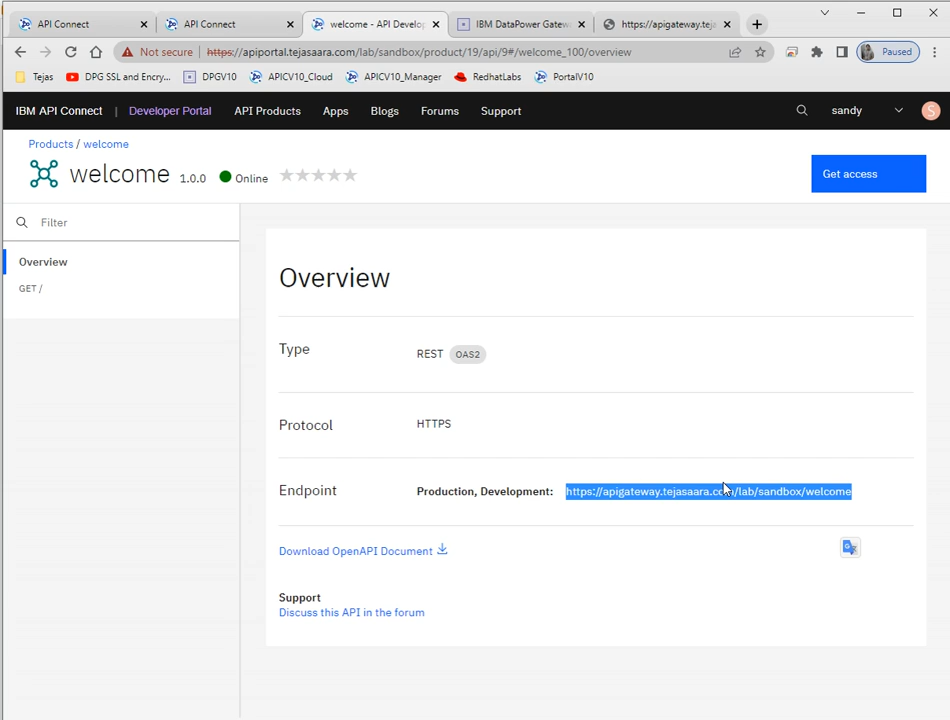 API Connect
API Connect
welcome - API Develop
IBM DataPower Gatew
https://apigateway.tejas
Not secure
https://apiportal.tejasaara.com/lab/sandbox/product/19/api/9#/welcome_100/overview
Paused
Tejas
DPG SSL and Encry...
DPGV10
APICV10_Cloud
APICV10_Manager
RedhatLabs
PortalV10
IBM API Connect | Developer Portal API Products Apps Blogs Forums Support
sandy
S
Products / welcome
welcome 1.0.0 Online
Get access
Filter
Overview
GET /
Overview
Type REST OAS2
Protocol HTTPS
Endpoint Production, Development: https://apigateway.tejasaara.com/lab/sandbox/welcome
Download OpenAPI Document
Support
Discuss this API in the forum